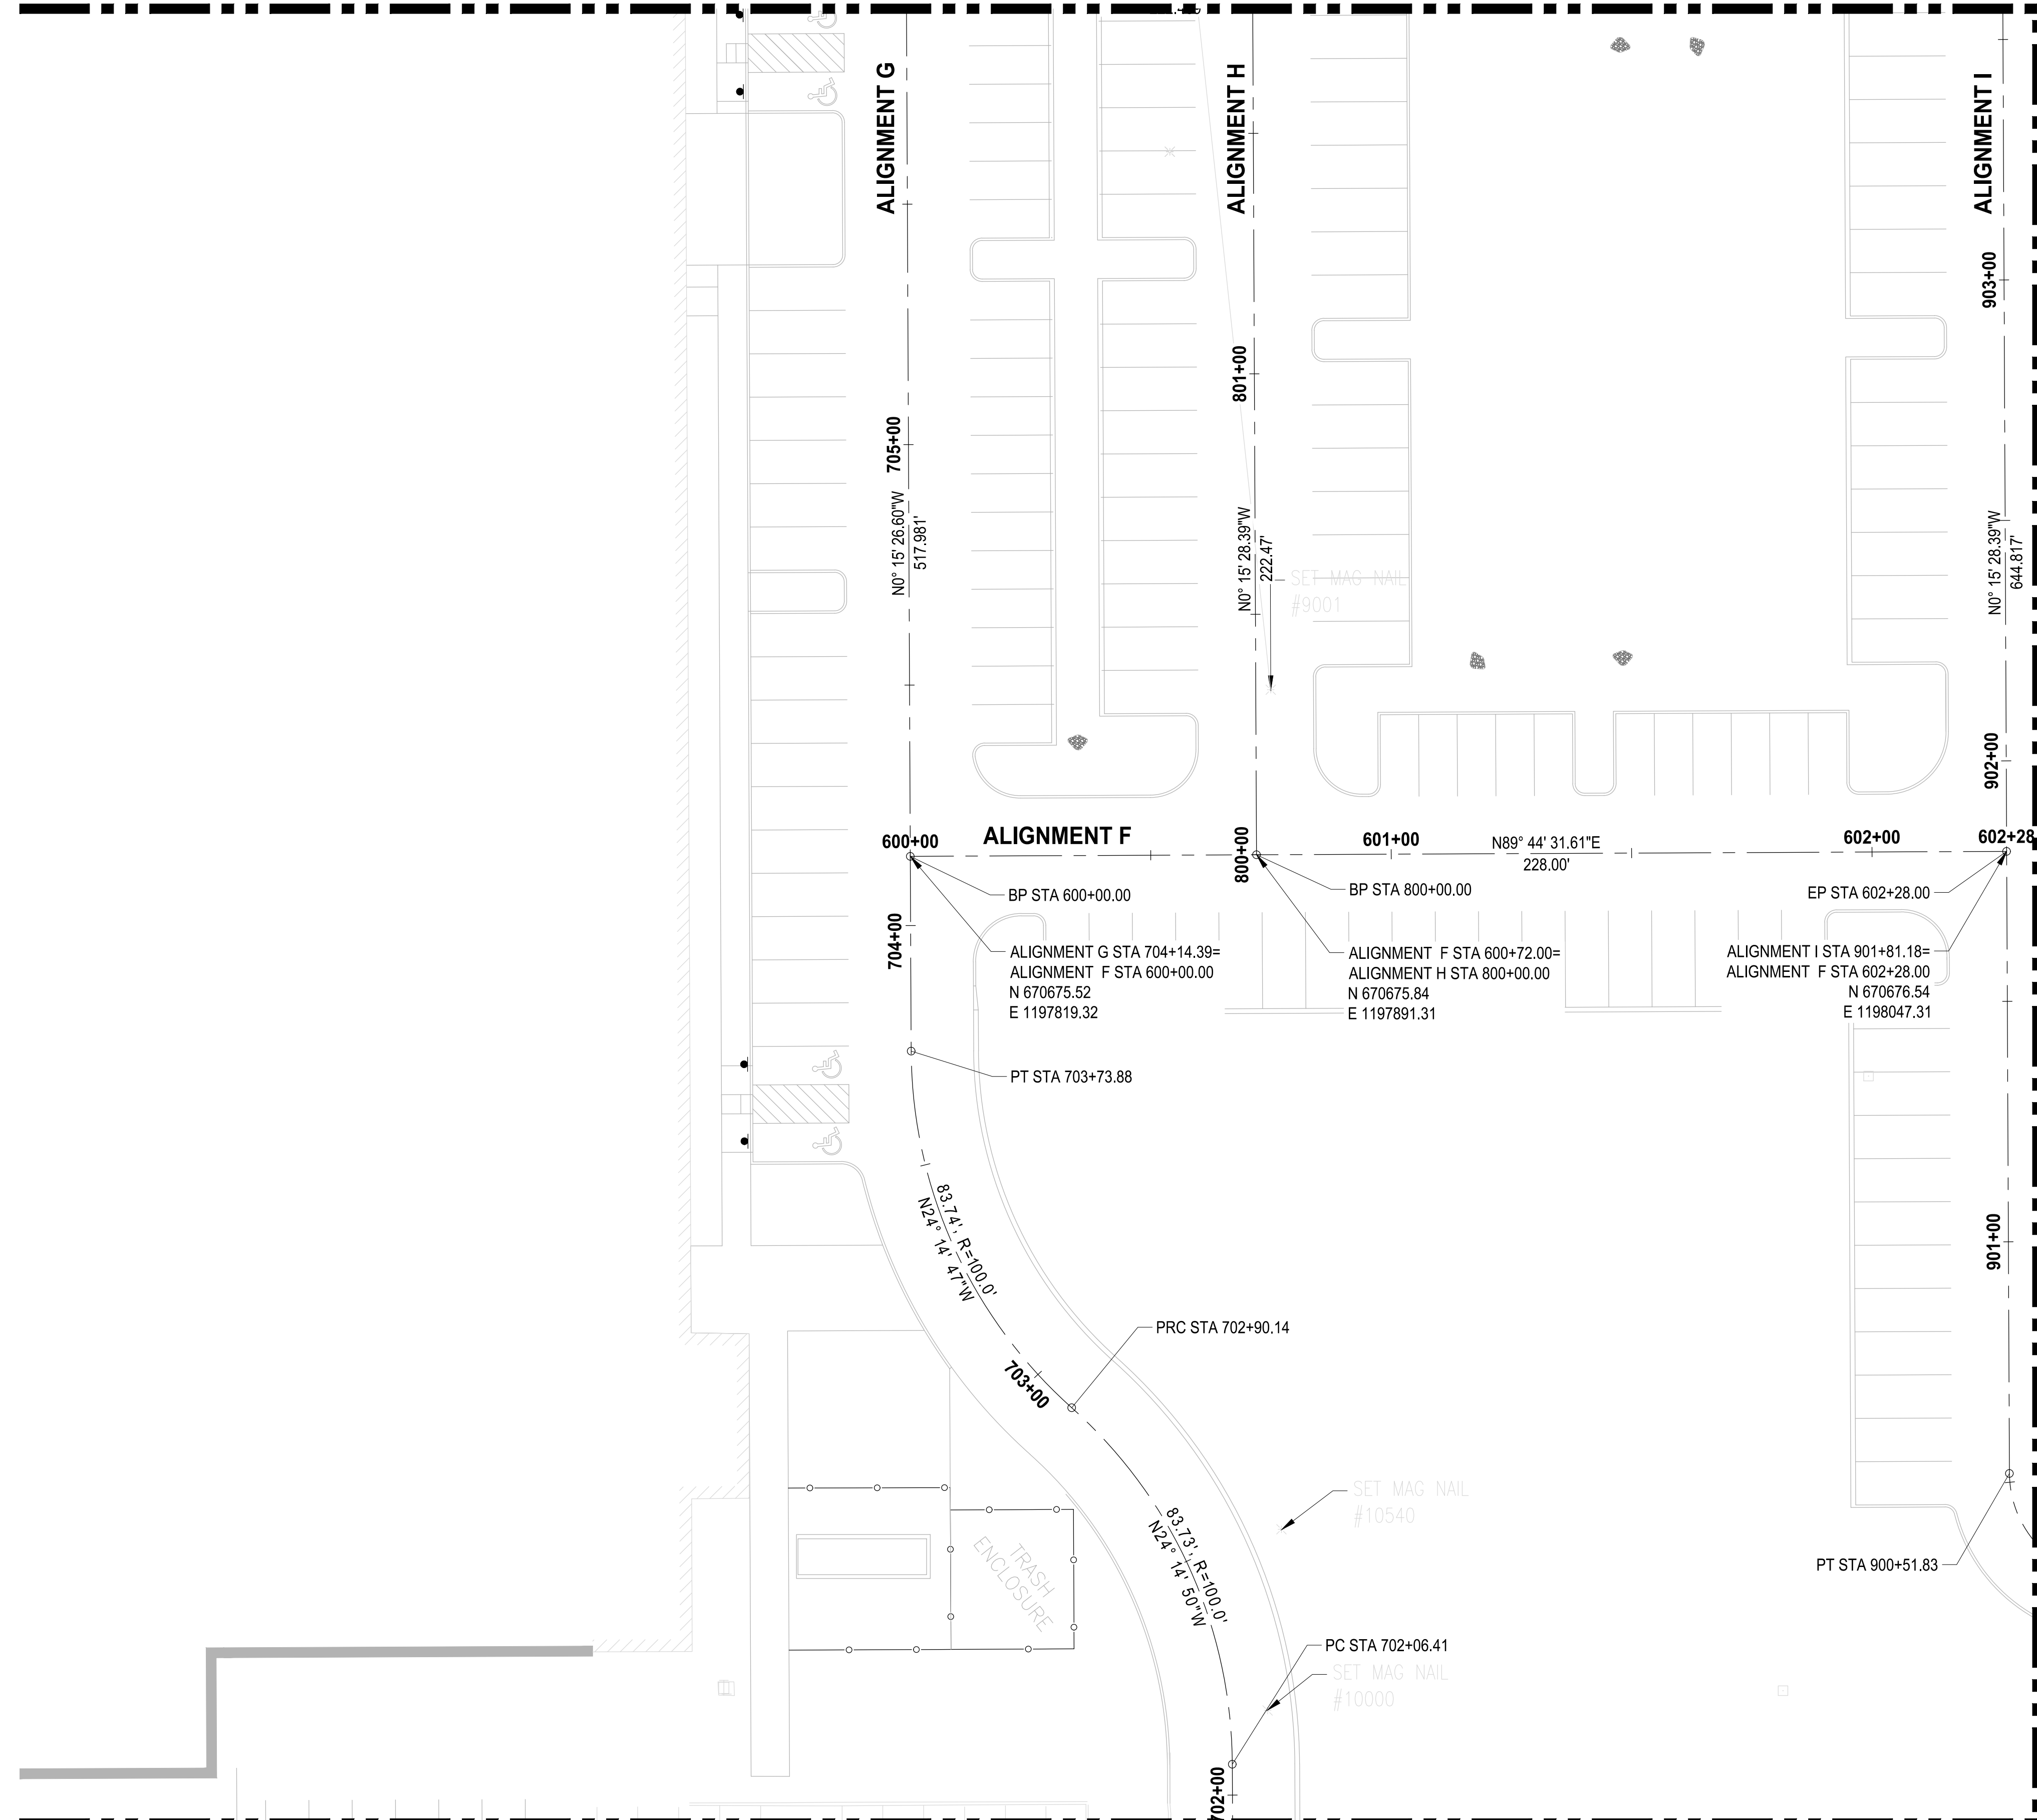 ALIGNMENT G
ALIGNMENT H
ALIGNMENT I
903+00
801+00
705+00
N0° 15' 26.60"W
517.981'
N0° 15' 28.39"W
222.47'
SET MAG NAIL
#9001
N0° 15' 28.39"W
644.817'
902+00
600+00
ALIGNMENT F
800+00
601+00
N89° 44' 31.61"E
228.00'
602+00
602+28
BP STA 600+00.00
BP STA 800+00.00
EP STA 602+28.00
704+00
ALIGNMENT G STA 704+14.39=
ALIGNMENT F STA 600+00.00
N 670675.52
E 1197819.32
ALIGNMENT F STA 600+72.00=
ALIGNMENT H STA 800+00.00
N 670675.84
E 1197891.31
ALIGNMENT I STA 901+81.18=
ALIGNMENT F STA 602+28.00
N 670676.54
E 1198047.31
PT STA 703+73.88
83.74', R=100.0'
N24° 14' 47"W
901+00
PRC STA 702+90.14
703+00
SET MAG NAIL
#10540
83.73', R=100.0'
N24° 14' 50"W
TRASH
ENCLOSURE
PT STA 900+51.83
PC STA 702+06.41
SET MAG NAIL
#10000
702+00